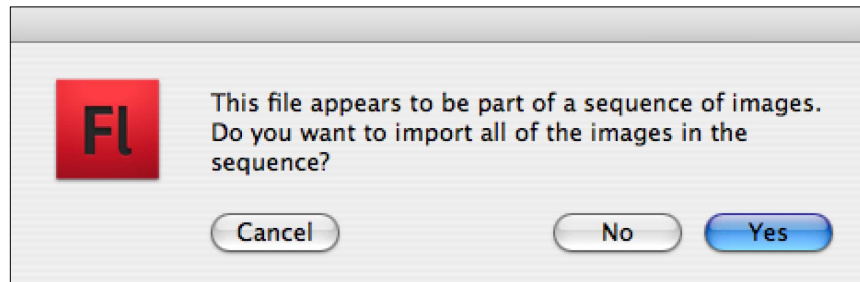 Fl
This file appears to be part of a sequence of images.
Do you want to import all of the images in the
sequence?
Cancel No Yes